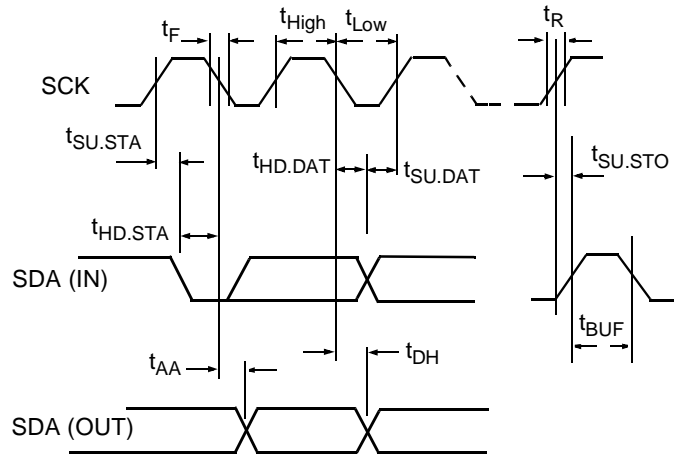 tF
tHigh
tLow
tR
SCK
tSU.STA
tHD.DAT
tSU.DAT
tSU.STO
tHD.STA
SDA (IN)
tBUF
tAA
tDH
SDA (OUT)